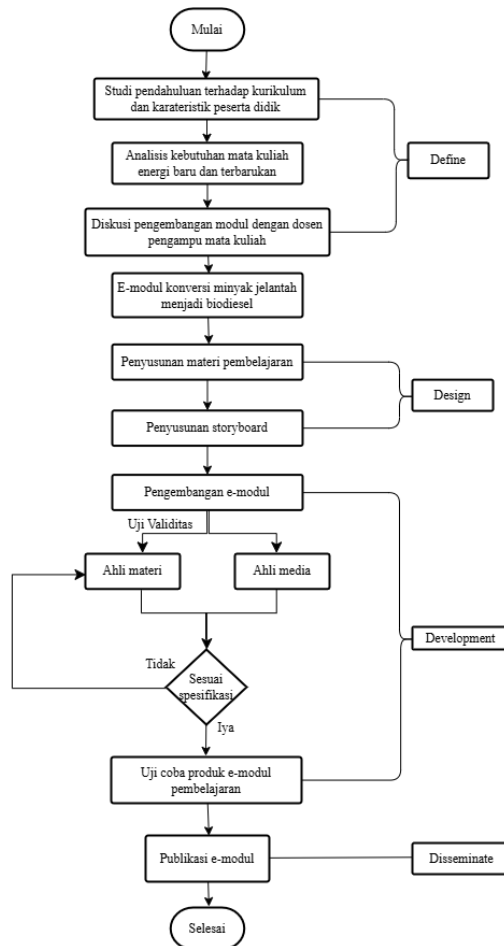 Mulai
Studi pendahuluan terhadap kurikulum
dan karateristik peserta didik
Analisis kebutuhan mata kuliah
energi baru dan terbarukan
Define
Diskusi pengembangan modul dengan dosen
pengampu mata kuliah
E-modul konversi minyak jelantah
menjadi biodiesel
Penyusunan materi pembelajaran
Design
Penyusunan storyboard
Pengembangan e-modul
Uji Validitas
Ahli materi
Ahli media
Development
Tidak
Sesuai
spesifikasi
Iya
Uji coba produk e-modul
pembelajaran
Publikasi e-modul
Disseminate
Selesai